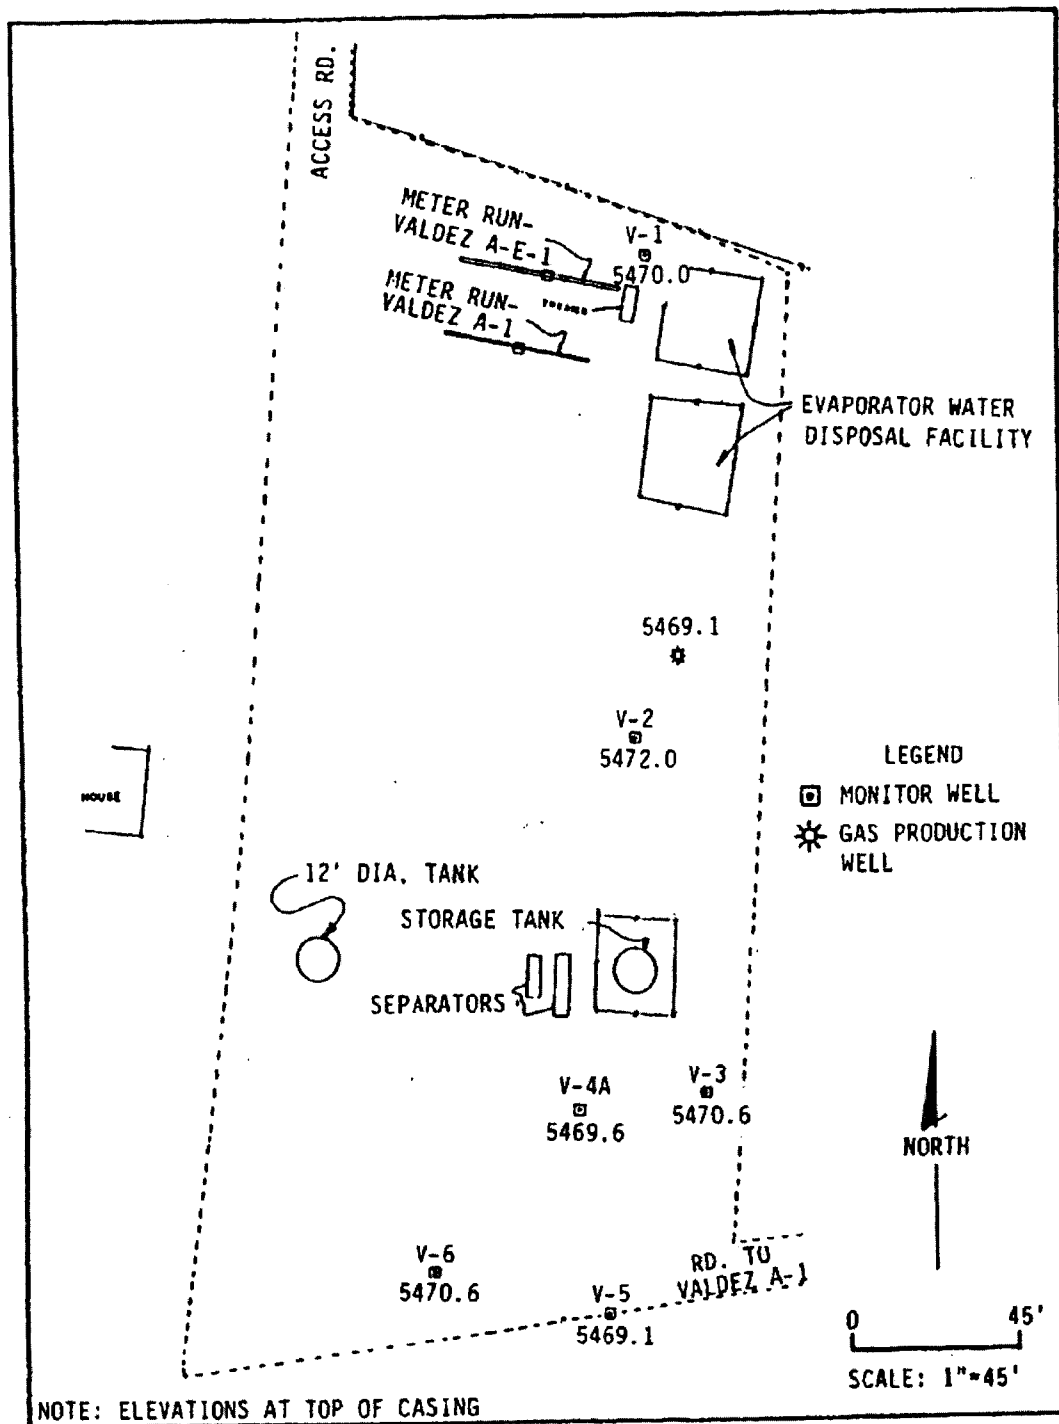 ACCESS RD.
METER RUN-
VALDEZ A-E-1
V-1
5470.0
METER RUN-
VALDEZ A-1
EVAPORATOR WATER
DISPOSAL FACILITY
5469.1
V-2
5472.0
HOUSE
LEGEND
MONITOR WELL
GAS PRODUCTION
WELL
12' DIA. TANK
STORAGE TANK
SEPARATORS
V-4A
5469.6
V-3
5470.6
NORTH
V-6
5470.6
V-5
5469.1
RD. TO
VALDEZ A-1
0 45'
SCALE: 1"=45'
NOTE: ELEVATIONS AT TOP OF CASING